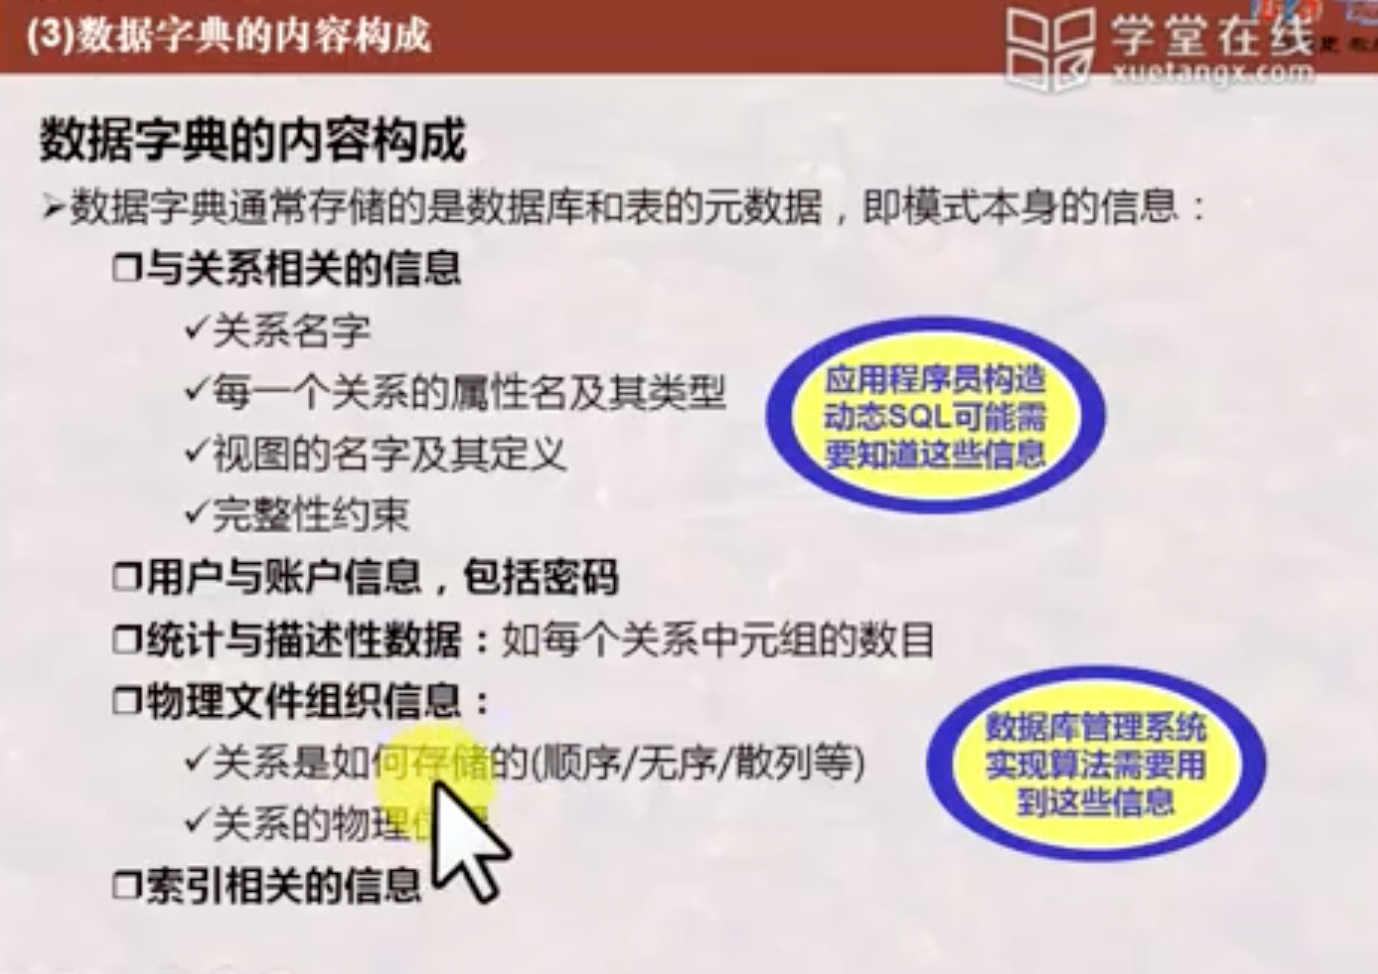 (3)数据字典的内容构成
学堂在线
xuetangx.com
数据字典的内容构成
➢数据字典通常存储的是数据库和表的元数据，即模式本身的信息：
❐与关系相关的信息
✓关系名字
✓每一个关系的属性名及其类型
✓视图的名字及其定义
✓完整性约束
应用程序员构造
动态SQL可能需
要知道这些信息
❐用户与账户信息，包括密码
❐统计与描述性数据：如每个关系中元组的数目
❐物理文件组织信息：
✓关系是如何存储的(顺序/无序/散列等)
✓关系的物理
❐索引相关的信息
数据库管理系统
实现算法需要用
到这些信息